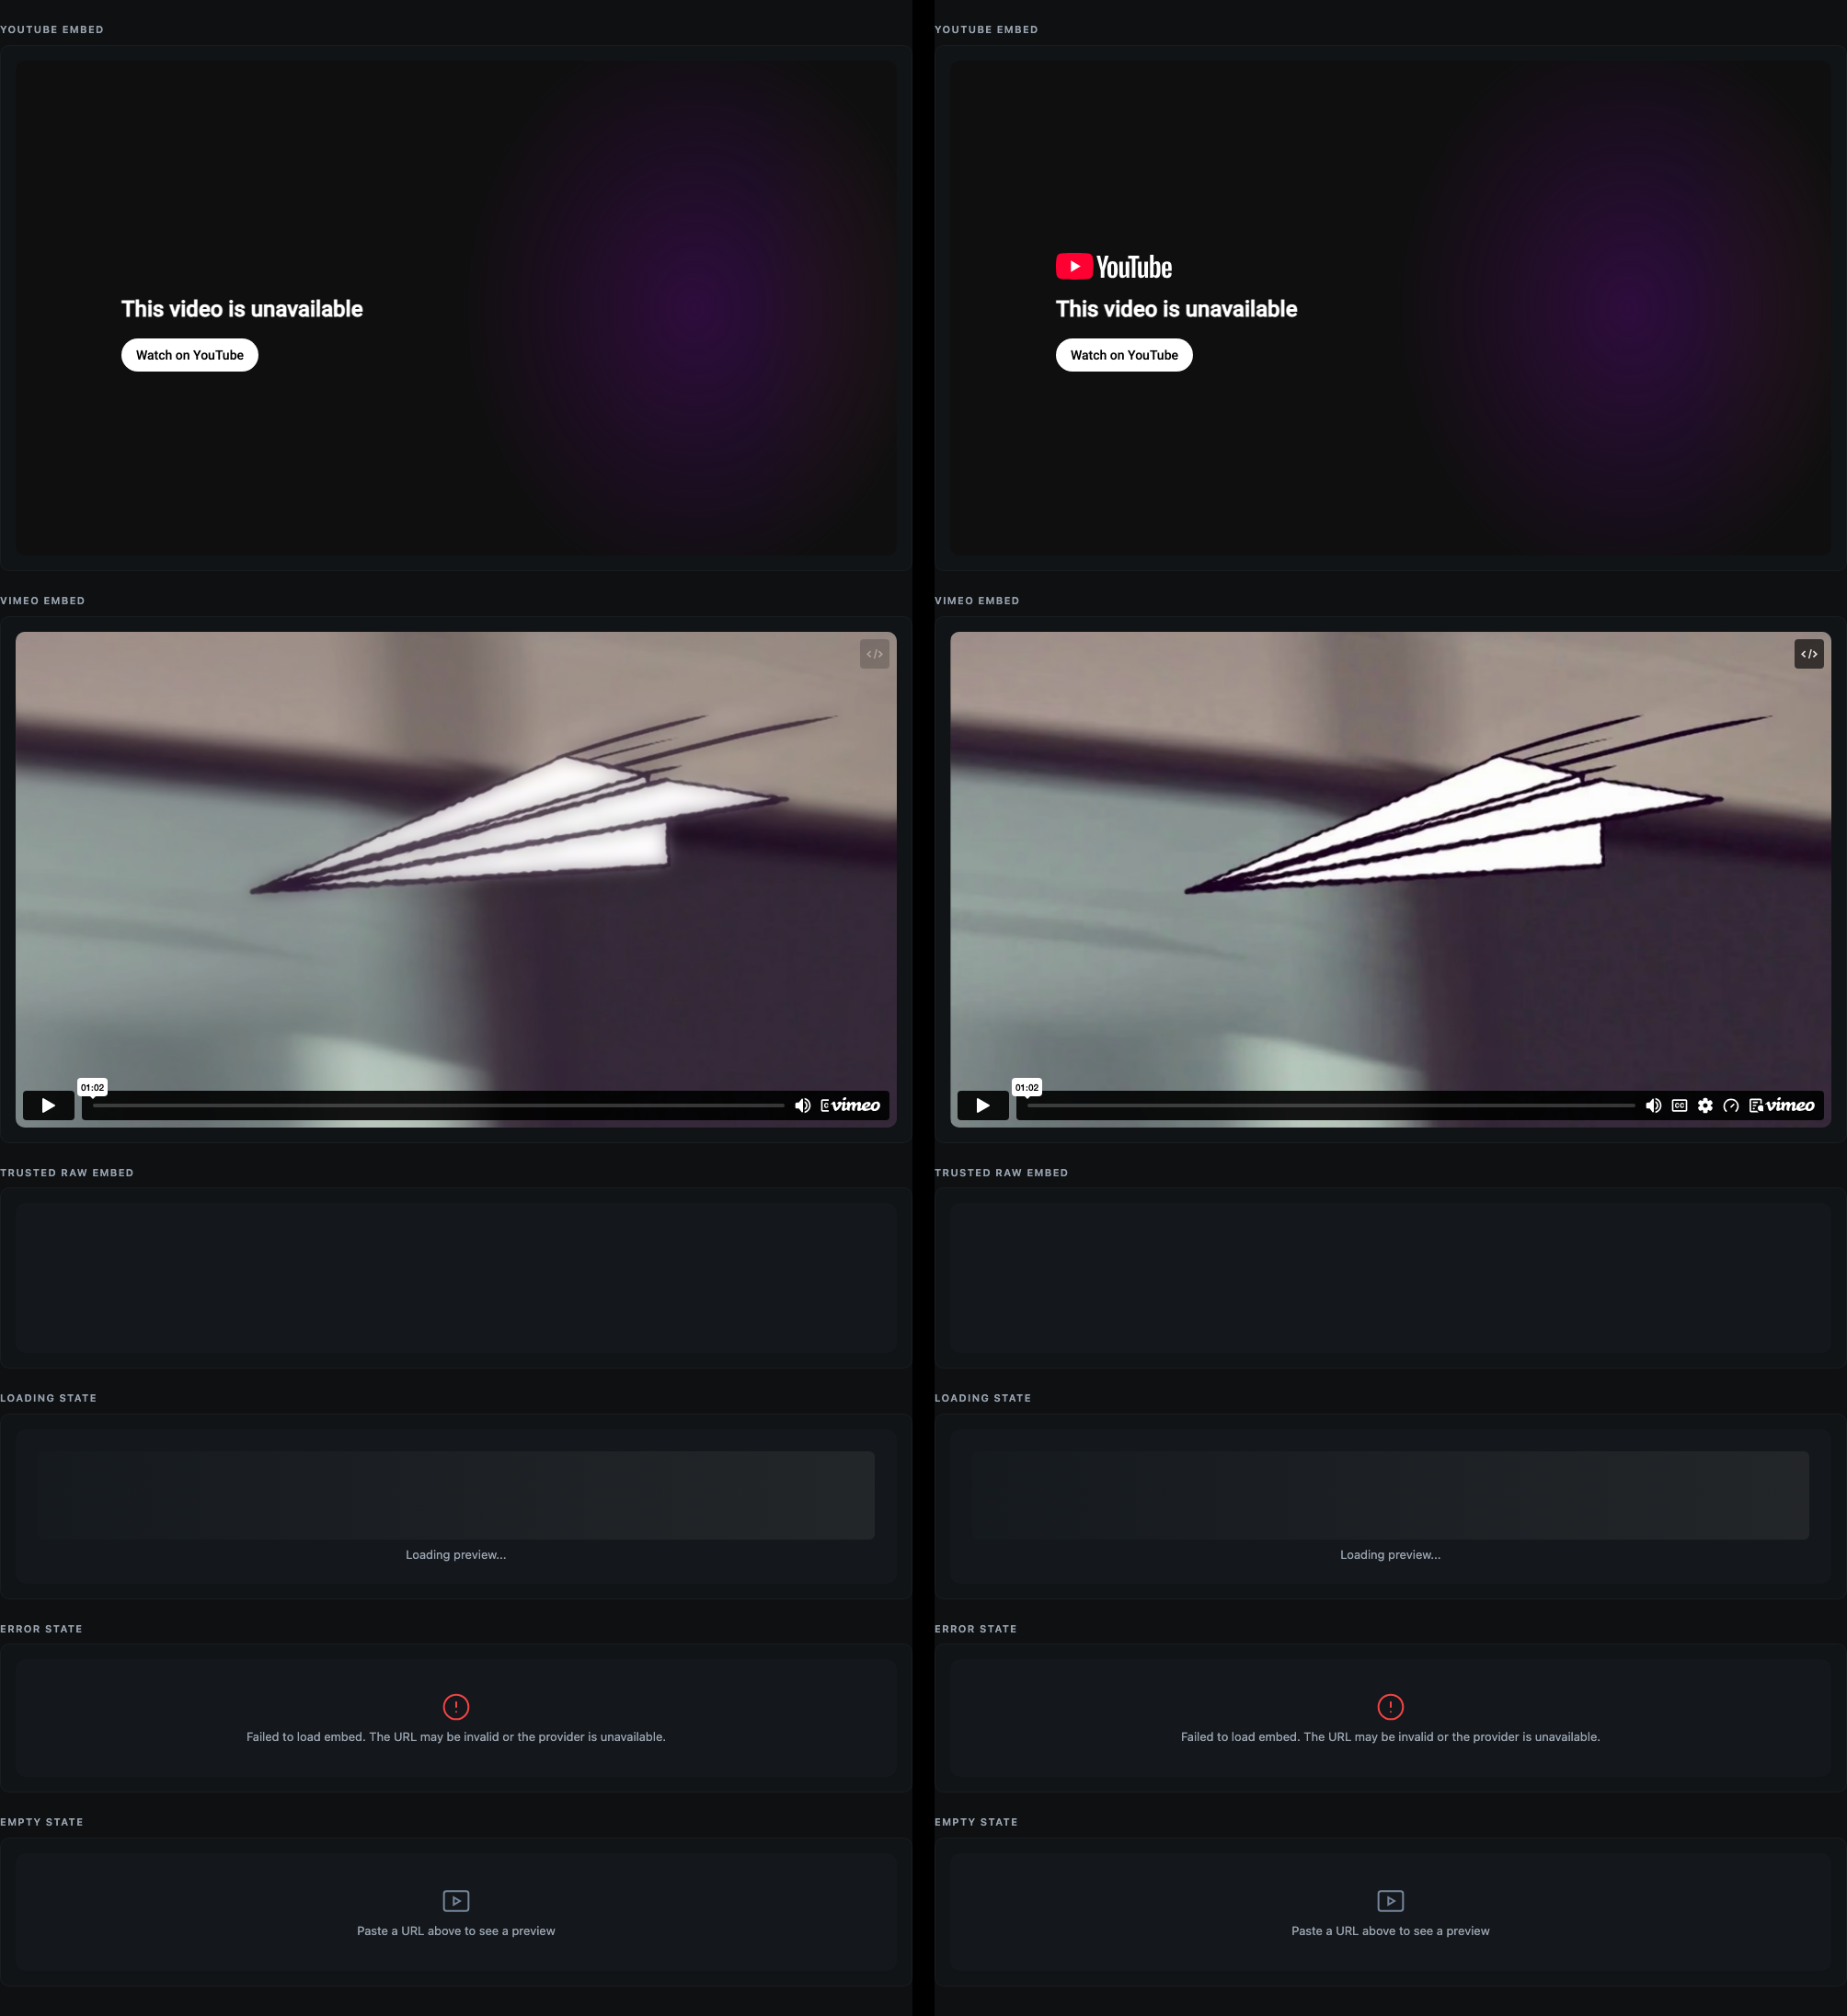 YOUTUBE EMBED
This video is unavailable
Watch on YouTube
VIMEO EMBED
01:02
vimeo
TRUSTED RAW EMBED
LOADING STATE
Loading preview...
ERROR STATE
Failed to load embed. The URL may be invalid or the provider is unavailable.
EMPTY STATE
Paste a URL above to see a preview
YOUTUBE EMBED
YouTube
This video is unavailable
Watch on YouTube
VIMEO EMBED
01:02
CC
vimeo
TRUSTED RAW EMBED
LOADING STATE
Loading preview...
ERROR STATE
Failed to load embed. The URL may be invalid or the provider is unavailable.
EMPTY STATE
Paste a URL above to see a preview